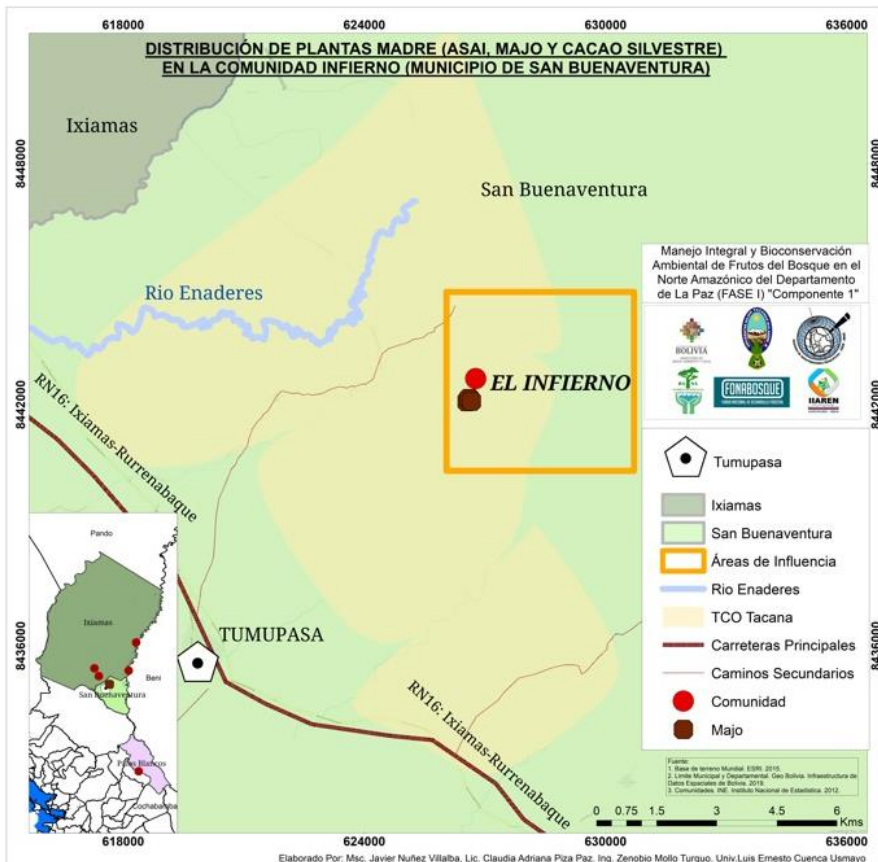 618000 624000 630000 636000
DISTRIBUCIÓN DE PLANTAS MADRE (ASAI, MAJO Y CACAO SILVESTRE)
EN LA COMUNIDAD INFIERNO (MUNICIPIO DE SAN BUENAVENTURA)
Ixiamas
8448000
8448000
San Buenaventura
Manejo Integral y Bioconservación
Ambiental de Frutos del Bosque en el
Norte Amazónico del Departamento
de La Paz (FASE I) "Componente 1"
Rio Enaderes
BOLIVIA
FONABOSQUE
IIAREN
EL INFIERNO
8442000
8442000
RN16: Ixiamas-Rurrenabaque
Tumupasa
Ixiamas
San Buenaventura
Áreas de Influencia
Rio Enaderes
TCO Tacana
Carreteras Principales
Caminos Secundarios
Comunidad
Majo
Pando
Ixiamas
Beni
San Buenaventura
Palos Blancos
Cochabamba
TUMUPASA
8436000
8436000
RN16: Ixiamas-Rurrenabaque
Fuente:
1. Base de terreno Mundial. ESRI. 2015.
2. Limite Municipal y Departamental. Geo Bolivia. Infraestructura de
Datos Espaciales de Bolivia. 2019.
3. Comunidades. INE. Instituto Nacional de Estadistica. 2012.
0 0.75 1.5 3 4.5 6
Kms
618000 624000 630000 636000
Elaborado Por: Msc. Javier Nuñez Villalba, Lic. Claudia Adriana Piza Paz, Ing. Zenobio Mollo Turquo, Univ.Luis Ernesto Cuenca Usmayo